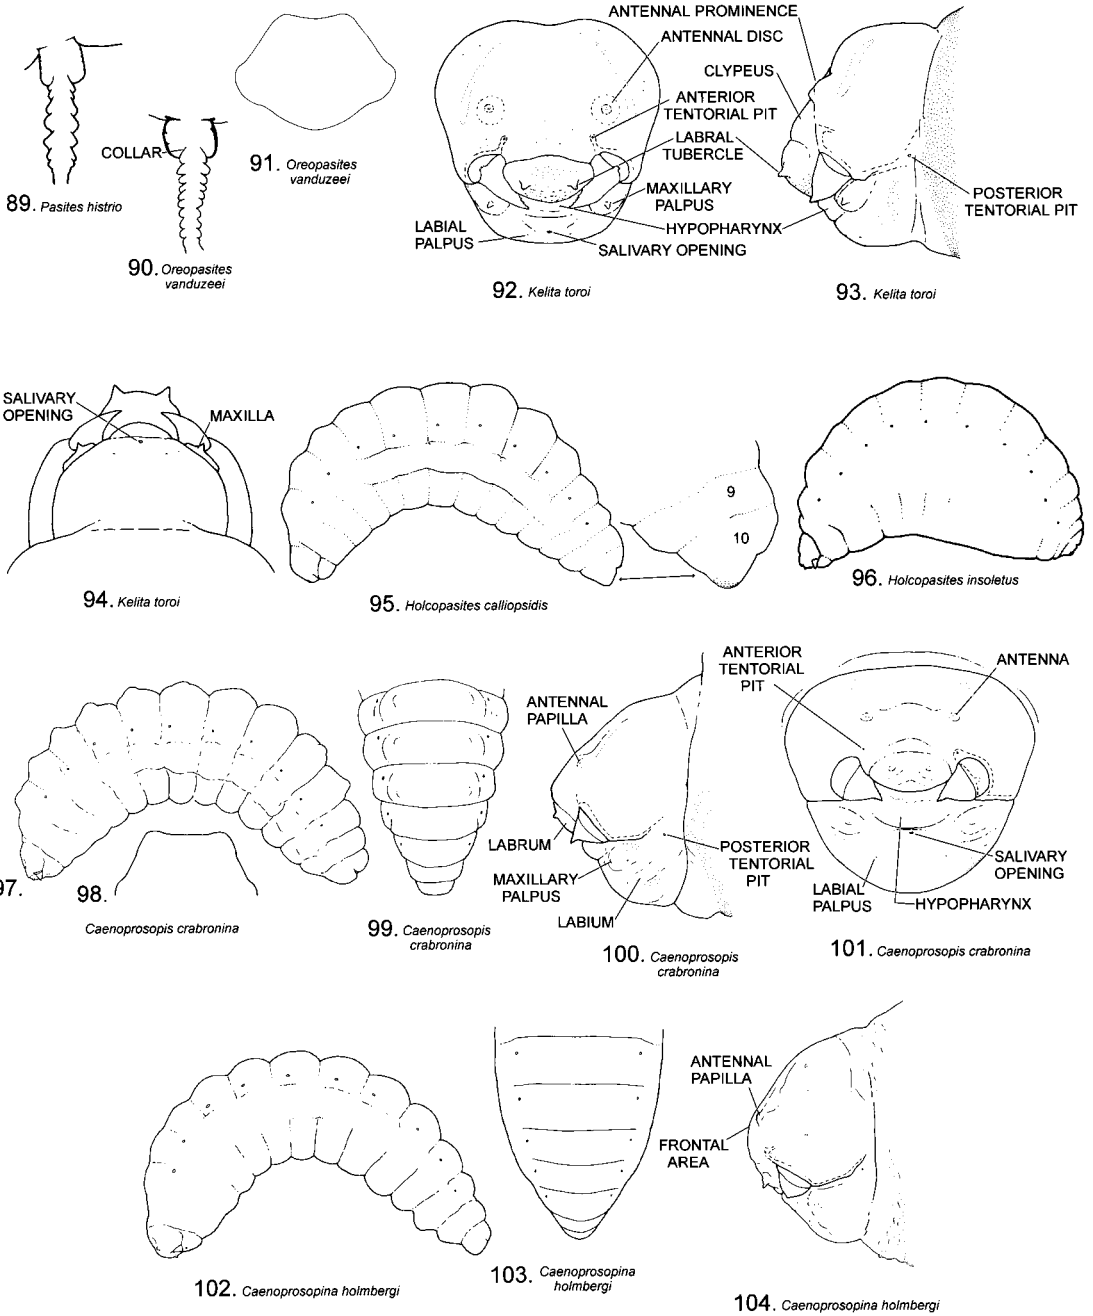 ANTENNAL PROMINENCE
ANTENNAL DISC
CLYPEUS
ANTERIOR
TENTORIAL PIT
LABRAL
TUBERCLE
MAXILLARY
PALPUS
HYPOPHARYNX
LABIAL
PALPUS
SALIVARY OPENING
POSTERIOR
TENTORIAL PIT
COLLAR
89. Pasites histrio
90. Oreopasites
vanduzeei
91. Oreopasites
vanduzeei
92. Kelita toroi
93. Kelita toroi
SALIVARY
OPENING
MAXILLA
94. Kelita toroi
95. Holcopasites calliopsidis
9
10
96. Holcopasites insoletus
97.
98.
Caenoprosopis crabronina
99. Caenoprosopis
crabronina
ANTENNAL
PAPILLA
LABRUM
MAXILLARY
PALPUS
LABIUM
POSTERIOR
TENTORIAL
PIT
100. Caenoprosopis
crabronina
ANTERIOR
TENTORIAL
PIT
ANTENNA
SALIVARY
OPENING
LABIAL
PALPUS
HYPOPHARYNX
101. Caenoprosopis crabronina
102. Caenoprosopina holmbergi
103. Caenoprosopina
holmbergi
ANTENNAL
PAPILLA
FRONTAL
AREA
104. Caenoprosopina holmbergi